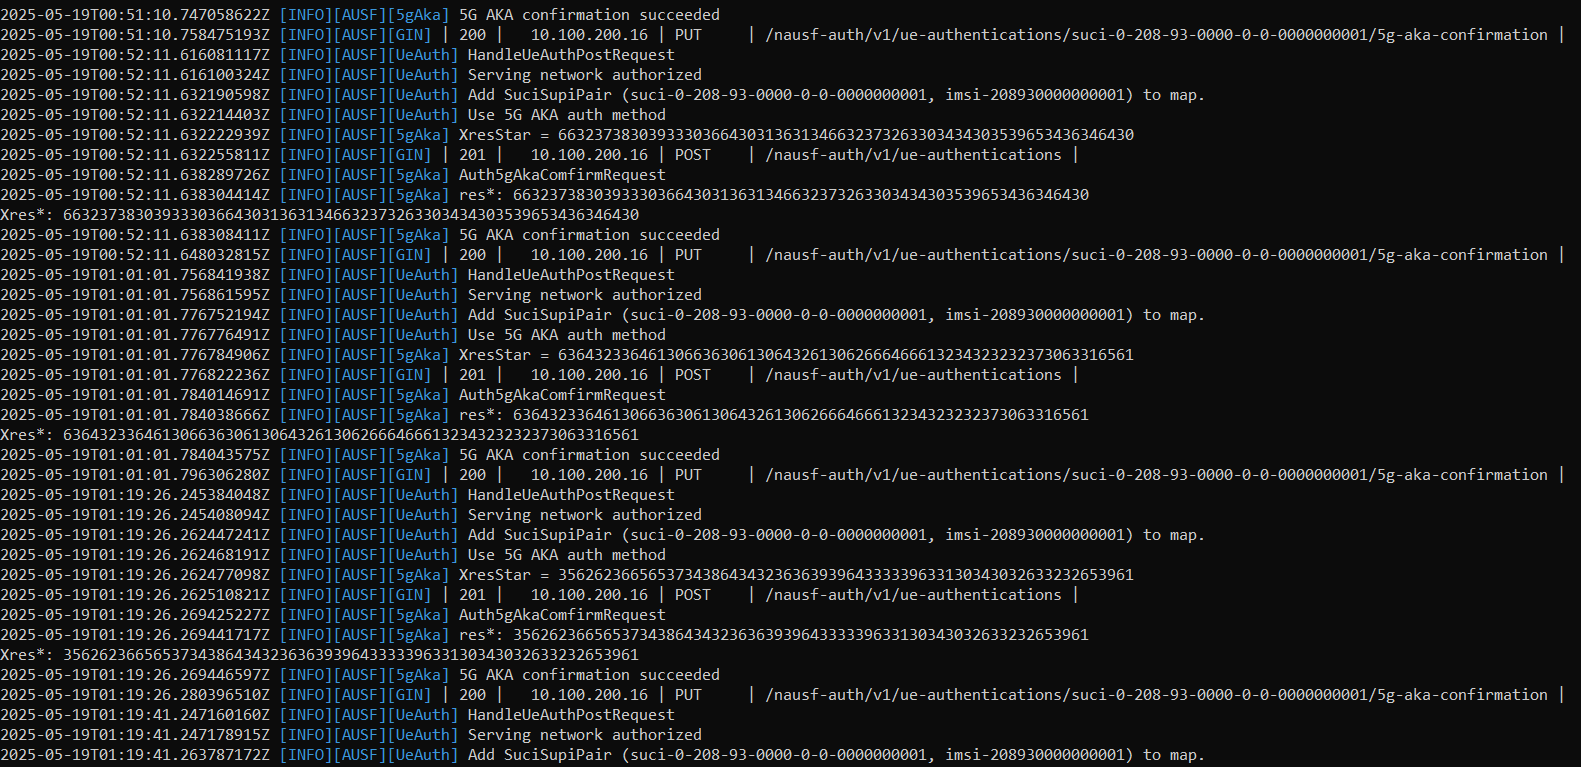 2025-05-19T00:51:10.747058622Z [INFO][AUSF][5gAka] 5G AKA confirmation succeeded
2025-05-19T00:51:10.758475193Z [INFO][AUSF][GIN] | 200 |   10.100.200.16 | PUT     | /nausf-auth/v1/ue-authentications/suci-0-208-93-0000-0-0-0000000001/5g-aka-confirmation |
2025-05-19T00:52:11.616081117Z [INFO][AUSF][UeAuth] HandleUeAuthPostRequest
2025-05-19T00:52:11.616100324Z [INFO][AUSF][UeAuth] Serving network authorized
2025-05-19T00:52:11.632190598Z [INFO][AUSF][UeAuth] Add SuciSupiPair (suci-0-208-93-0000-0-0-0000000001, imsi-208930000000001) to map.
2025-05-19T00:52:11.632214403Z [INFO][AUSF][UeAuth] Use 5G AKA auth method
2025-05-19T00:52:11.632222939Z [INFO][AUSF][5gAka] XresStar = 6632373830393330366430313631346632373263303434303539653436346430
2025-05-19T00:52:11.632255811Z [INFO][AUSF][GIN] | 201 |   10.100.200.16 | POST    | /nausf-auth/v1/ue-authentications |
2025-05-19T00:52:11.638289726Z [INFO][AUSF][5gAka] Auth5gAkaComfirmRequest
2025-05-19T00:52:11.638304414Z [INFO][AUSF][5gAka] res*: 6632373830393330366430313631346632373263303434303539653436346430
Xres*: 6632373830393330366430313631346632373263303434303539653436346430
2025-05-19T00:52:11.638308411Z [INFO][AUSF][5gAka] 5G AKA confirmation succeeded
2025-05-19T00:52:11.648032815Z [INFO][AUSF][GIN] | 200 |   10.100.200.16 | PUT     | /nausf-auth/v1/ue-authentications/suci-0-208-93-0000-0-0-0000000001/5g-aka-confirmation |
2025-05-19T01:01:01.756841938Z [INFO][AUSF][UeAuth] HandleUeAuthPostRequest
2025-05-19T01:01:01.756861595Z [INFO][AUSF][UeAuth] Serving network authorized
2025-05-19T01:01:01.776752194Z [INFO][AUSF][UeAuth] Add SuciSupiPair (suci-0-208-93-0000-0-0-0000000001, imsi-208930000000001) to map.
2025-05-19T01:01:01.776776491Z [INFO][AUSF][UeAuth] Use 5G AKA auth method
2025-05-19T01:01:01.776784906Z [INFO][AUSF][5gAka] XresStar = 6364323364613066363061306432613062666466613234323232373063316561
2025-05-19T01:01:01.776822236Z [INFO][AUSF][GIN] | 201 |   10.100.200.16 | POST    | /nausf-auth/v1/ue-authentications |
2025-05-19T01:01:01.784014691Z [INFO][AUSF][5gAka] Auth5gAkaComfirmRequest
2025-05-19T01:01:01.784038666Z [INFO][AUSF][5gAka] res*: 6364323364613066363061306432613062666466613234323232373063316561
Xres*: 6364323364613066363061306432613062666466613234323232373063316561
2025-05-19T01:01:01.784043575Z [INFO][AUSF][5gAka] 5G AKA confirmation succeeded
2025-05-19T01:01:01.796306280Z [INFO][AUSF][GIN] | 200 |   10.100.200.16 | PUT     | /nausf-auth/v1/ue-authentications/suci-0-208-93-0000-0-0-0000000001/5g-aka-confirmation |
2025-05-19T01:19:26.245384048Z [INFO][AUSF][UeAuth] HandleUeAuthPostRequest
2025-05-19T01:19:26.245408094Z [INFO][AUSF][UeAuth] Serving network authorized
2025-05-19T01:19:26.262447241Z [INFO][AUSF][UeAuth] Add SuciSupiPair (suci-0-208-93-0000-0-0-0000000001, imsi-208930000000001) to map.
2025-05-19T01:19:26.262468191Z [INFO][AUSF][UeAuth] Use 5G AKA auth method
2025-05-19T01:19:26.262477098Z [INFO][AUSF][5gAka] XresStar = 3562623665653734386434323636393964333339633130343032633232653961
2025-05-19T01:19:26.262510821Z [INFO][AUSF][GIN] | 201 |   10.100.200.16 | POST    | /nausf-auth/v1/ue-authentications |
2025-05-19T01:19:26.269425227Z [INFO][AUSF][5gAka] Auth5gAkaComfirmRequest
2025-05-19T01:19:26.269441717Z [INFO][AUSF][5gAka] res*: 3562623665653734386434323636393964333339633130343032633232653961
Xres*: 3562623665653734386434323636393964333339633130343032633232653961
2025-05-19T01:19:26.269446597Z [INFO][AUSF][5gAka] 5G AKA confirmation succeeded
2025-05-19T01:19:26.280396510Z [INFO][AUSF][GIN] | 200 |   10.100.200.16 | PUT     | /nausf-auth/v1/ue-authentications/suci-0-208-93-0000-0-0-0000000001/5g-aka-confirmation |
2025-05-19T01:19:41.247160160Z [INFO][AUSF][UeAuth] HandleUeAuthPostRequest
2025-05-19T01:19:41.247178915Z [INFO][AUSF][UeAuth] Serving network authorized
2025-05-19T01:19:41.263787172Z [INFO][AUSF][UeAuth] Add SuciSupiPair (suci-0-208-93-0000-0-0-0000000001, imsi-208930000000001) to map.